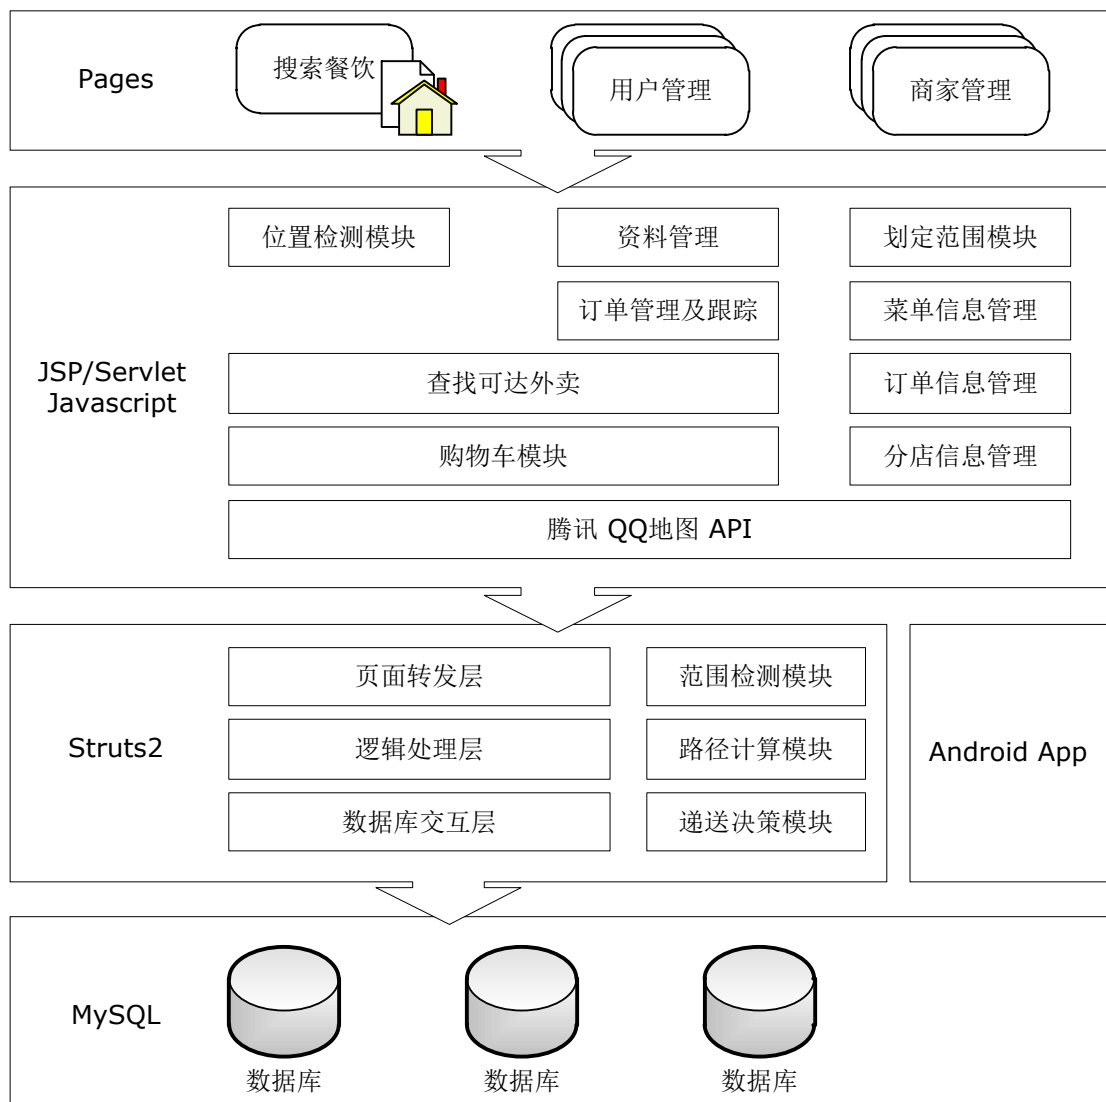 Pages
搜索餐饮
用户管理
商家管理
位置检测模块
资料管理
划定范围模块
订单管理及跟踪
菜单信息管理
JSP/Servlet
Javascript
查找可达外卖
订单信息管理
购物车模块
分店信息管理
腾讯 QQ地图 API
Struts2
页面转发层
范围检测模块
逻辑处理层
路径计算模块
数据库交互层
递送决策模块
Android App
MySQL
数据库
数据库
数据库